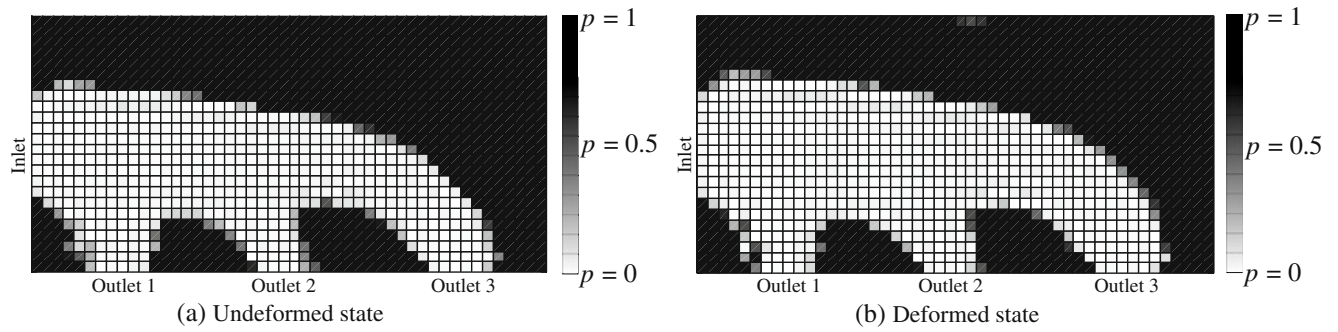 p = 1
p = 0.5
p = 0
Inlet
Outlet 1
Outlet 2
Outlet 3
(a) Undeformed state
p = 1
p = 0.5
p = 0
Inlet
Outlet 1
Outlet 2
Outlet 3
(b) Deformed state